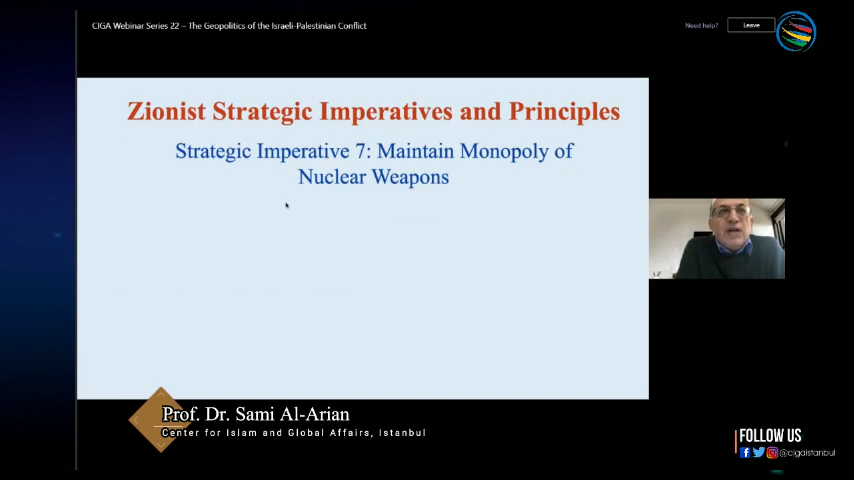 CIGA Webinar Series 22 – The Geopolitics of the Israeli-Palestinian Conflict
Need help?
Leave
Zionist Strategic Imperatives and Principles
Strategic Imperative 7: Maintain Monopoly of
Nuclear Weapons
Prof. Dr. Sami Al-Arian
Center for Islam and Global Affairs, Istanbul
FOLLOW US
@cigaistanbul